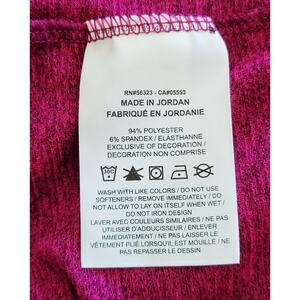 RN#56323 - CA#05553
MADE IN JORDAN
FABRIQUÉ EN JORDANIE
94% POLYESTER
6% SPANDEX / ELASTHANNE
EXCLUSIVE OF DECORATION /
DECORATION NON COMPRISE
WASH WITH LIKE COLORS / DO NOT USE
SOFTENERS / REMOVE IMMEDIATELY / DO
NOT ALLOW TO LAY ON ITSELF WHEN WET /
DO NOT IRON DESIGN
LAVER AVEC COULEURS SIMILAIRES / NE PAS
UTILISER D'ADOUCISSEUR / ENLEVER
IMMÉDIATEMENT / NE PAS LAISSER LE
VÊTEMENT PLIÉ LORSQU'IL EST MOUILLÉ / NE
PAS REPASSER LE DESSIN